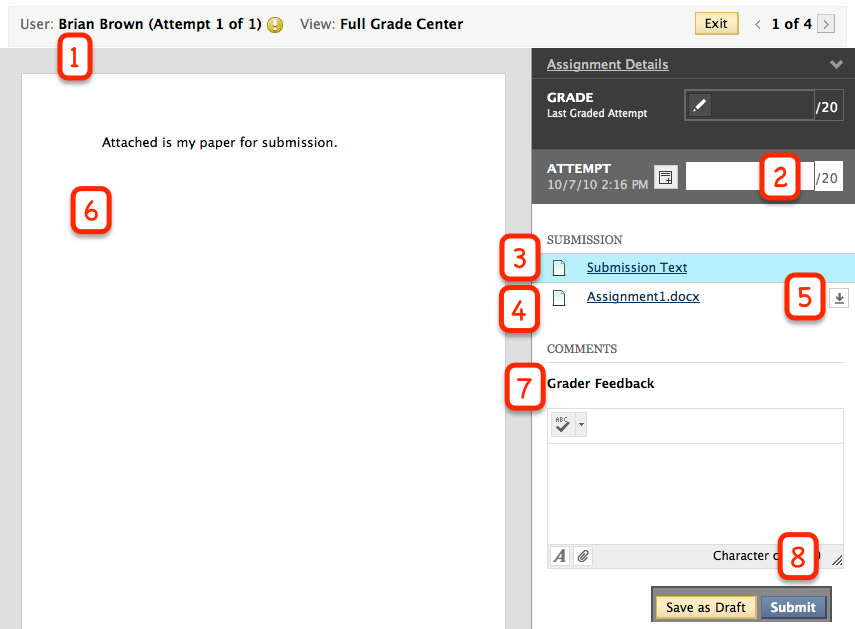 User: Brian Brown (Attempt 1 of 1) View: Full Grade Center Exit < 1 of 4 >
1
Assignment Details
GRADE
Last Graded Attempt
/20
Attached is my paper for submission.
ATTEMPT
10/7/10 2:16 PM
2
/20
6
SUBMISSION
3
Submission Text
4
Assignment1.docx
5
COMMENTS
7
Grader Feedback
ABC
A
Character
8
Save as Draft Submit